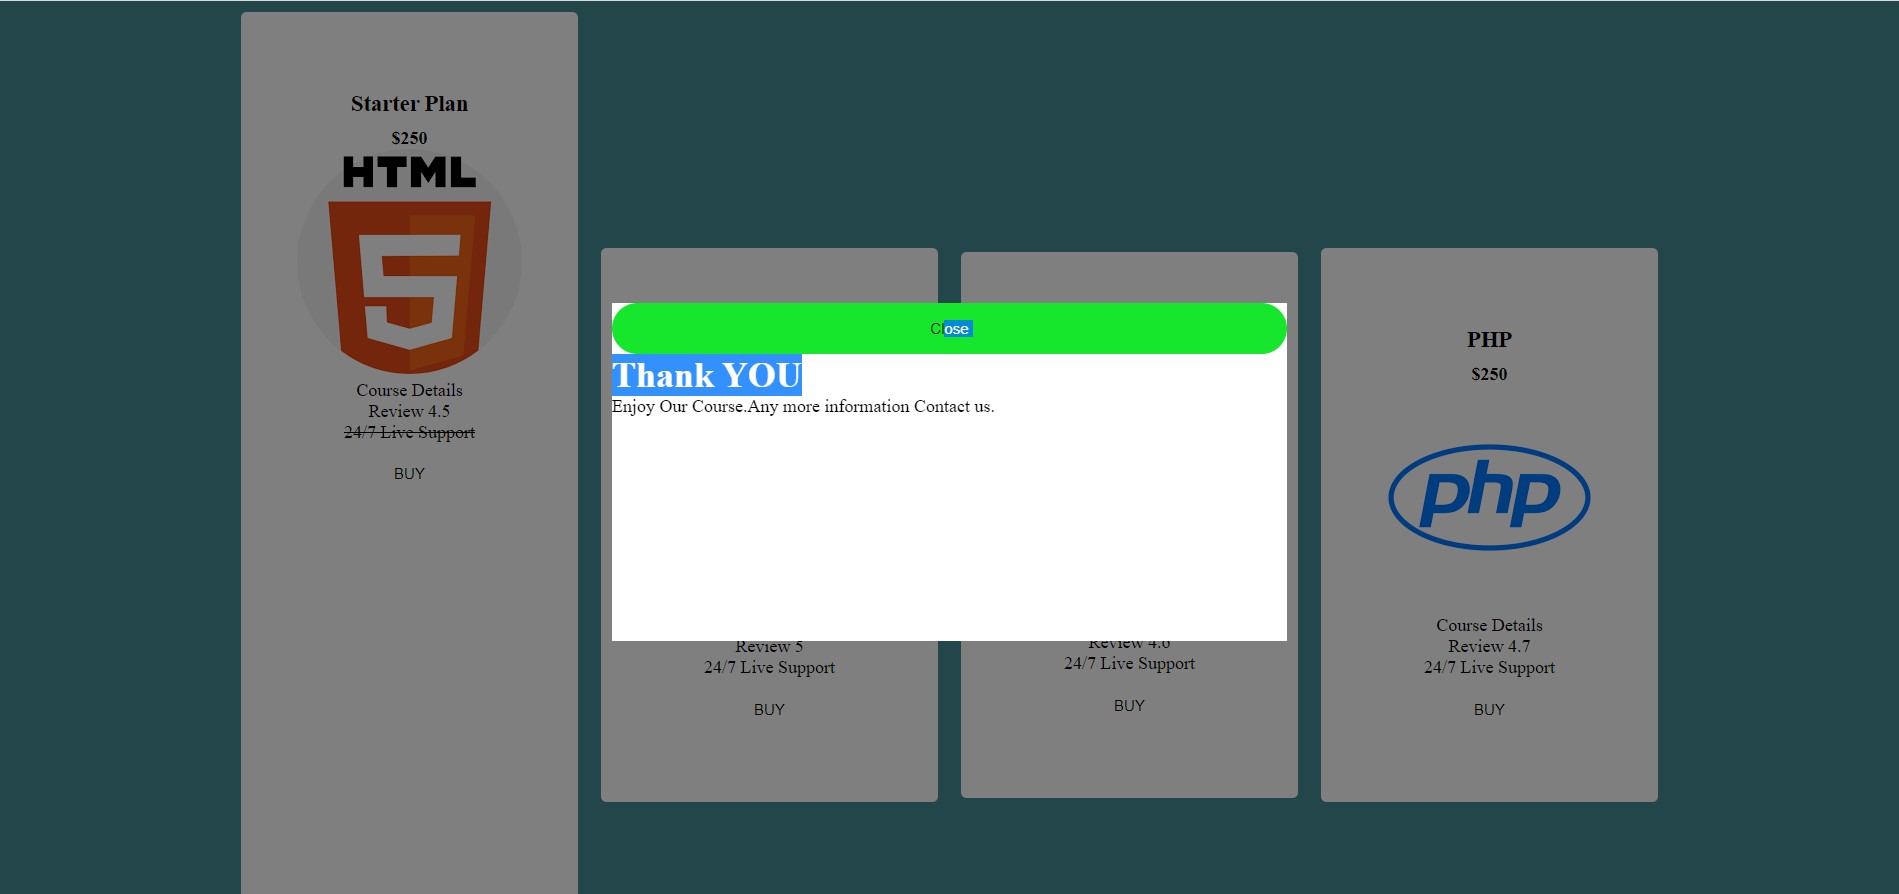 Starter Plan
$250
HTML
5
Course Details
Review 4.5
24/7 Live Support
BUY
Close
Thank YOU
Enjoy Our Course.Any more information Contact us.
Review 5
24/7 Live Support
BUY
Review 4.6
24/7 Live Support
BUY
PHP
$250
php
Course Details
Review 4.7
24/7 Live Support
BUY